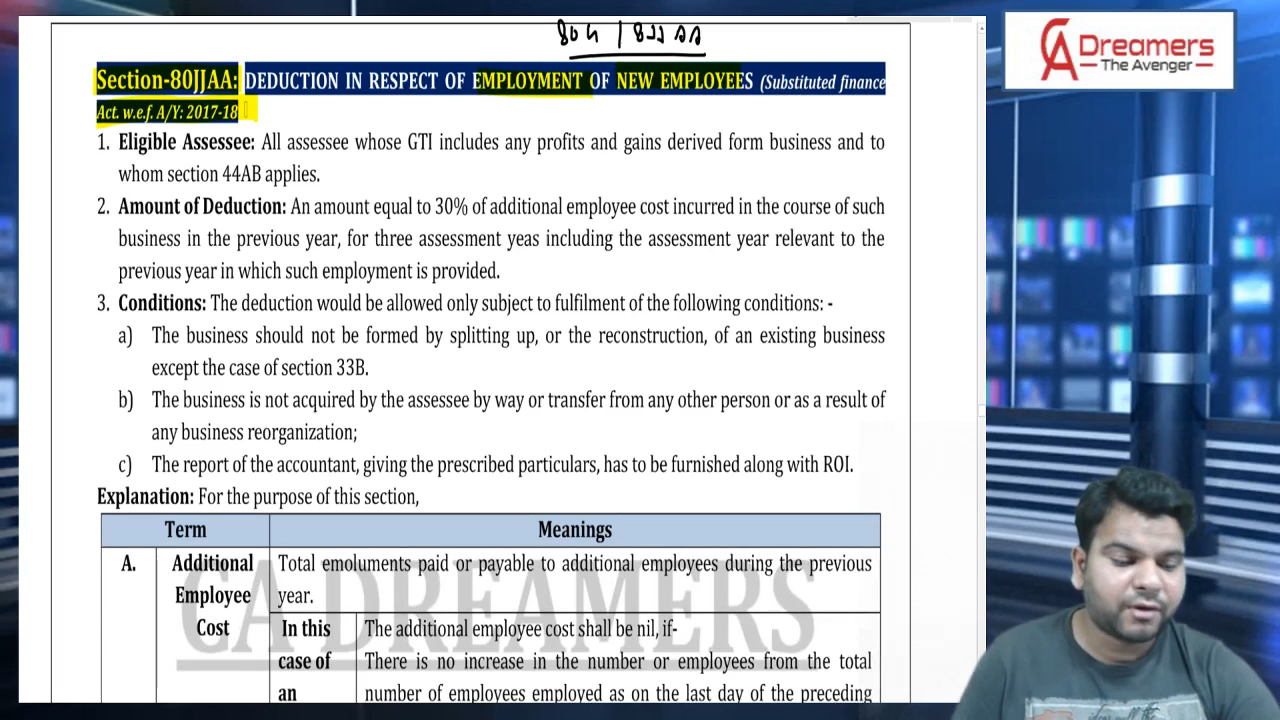 80G / 80JJAA
Section-80JJAA: DEDUCTION IN RESPECT OF EMPLOYMENT OF NEW EMPLOYEES (Substituted finance
Act. w.e.f. A/Y: 2017-18
1. Eligible Assessee: All assessee whose GTI includes any profits and gains derived form business and to
whom section 44AB applies.
2. Amount of Deduction: An amount equal to 30% of additional employee cost incurred in the course of such
business in the previous year, for three assessment yeas including the assessment year relevant to the
previous year in which such employment is provided.
3. Conditions: The deduction would be allowed only subject to fulfilment of the following conditions: -
a) The business should not be formed by splitting up, or the reconstruction, of an existing business
except the case of section 33B.
b) The business is not acquired by the assessee by way or transfer from any other person or as a result of
any business reorganization;
c) The report of the accountant, giving the prescribed particulars, has to be furnished along with ROI.
Explanation: For the purpose of this section,
Term Meanings
A. Additional Employee Cost
Total emoluments paid or payable to additional employees during the previous
year.
In this case of an
The additional employee cost shall be nil, if-
There is no increase in the number or employees from the total
number of employees employed as on the last day of the preceding
CA DREAMERS
CA Dreamers
The Avenger